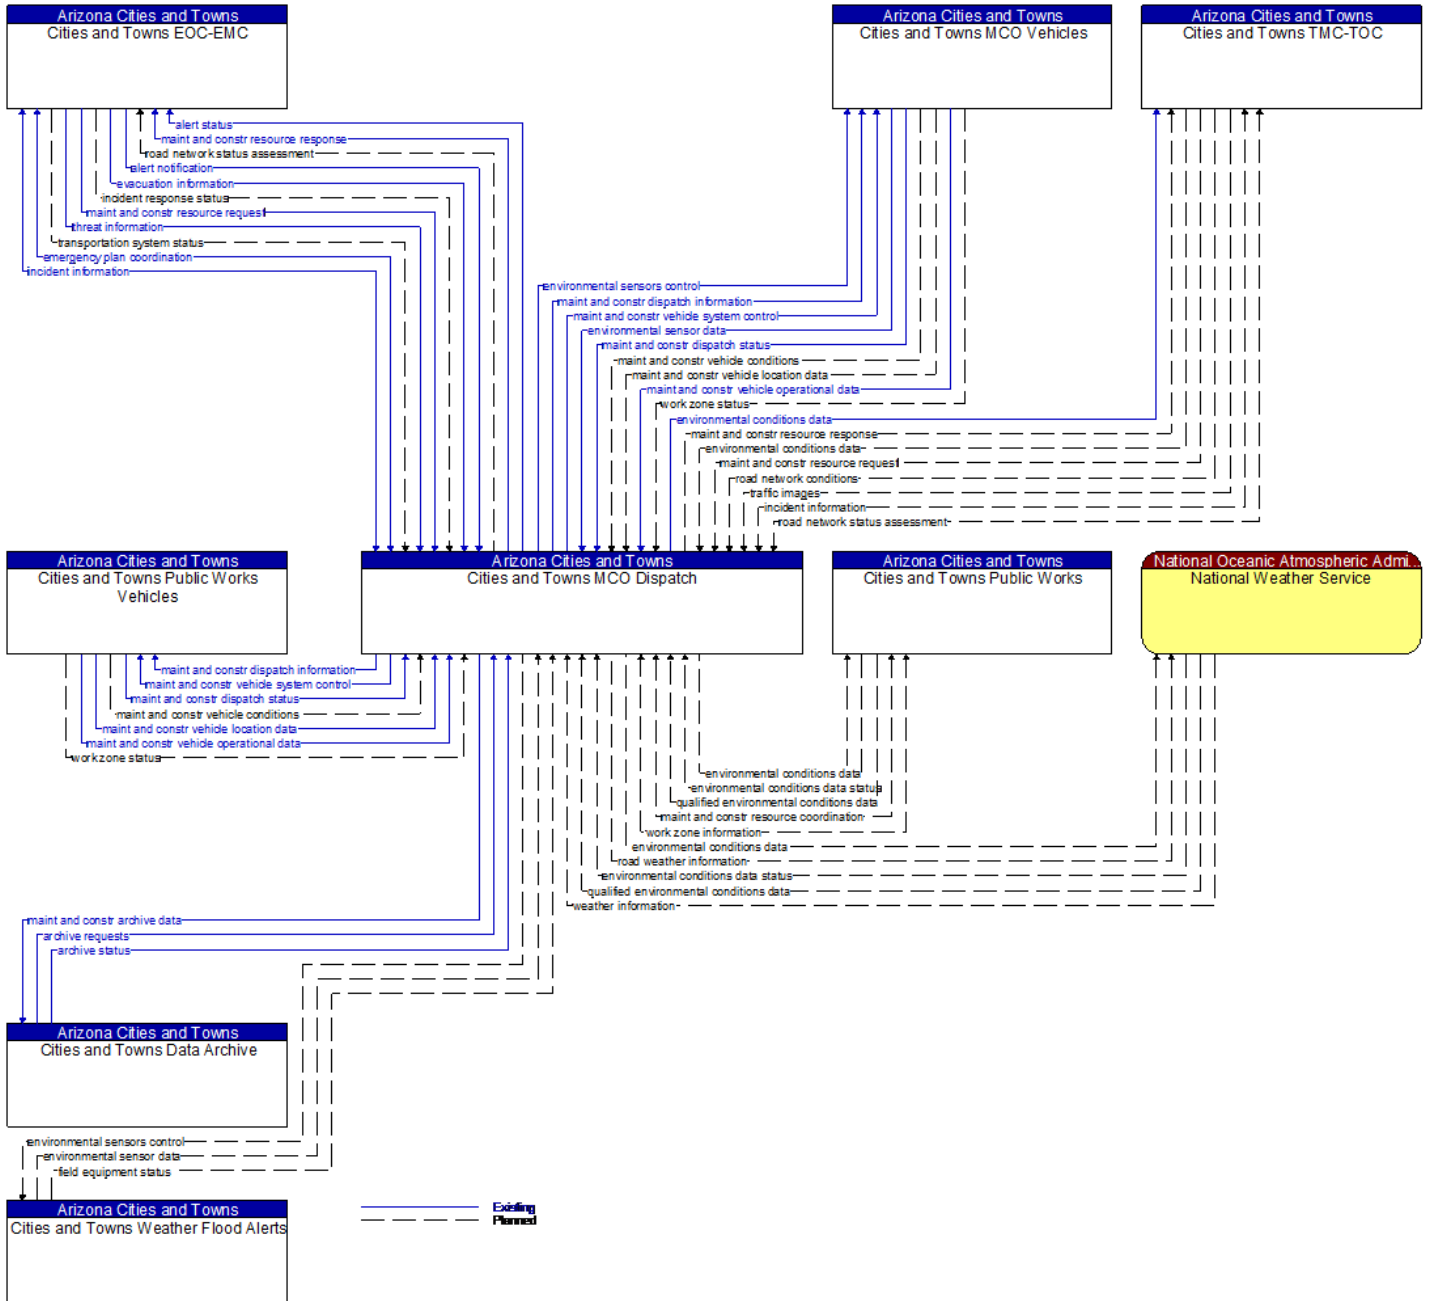 Arizona Cities and Towns
Cities and Towns EOC-EMC
Arizona Cities and Towns
Cities and Towns MCO Vehicles
Arizona Cities and Towns
Cities and Towns TMC-TOC
alert status
maint and constr resource response
road network status assessment
alert notification
evacuation information
incident response status
maint and constr resource request
threat information
transportation system status
emergency plan coordination
incident information
environmental sensors control
maint and constr dispatch information
maint and constr vehicle system control
environmental sensor data
maint and constr dispatch status
maint and constr vehicle conditions
maint and constr vehicle location data
maint and constr vehicle operational data
work zone status
environmental conditions data
maint and constr resource response
environmental conditions data
maint and constr resource request
road network conditions
traffic images
incident information
road network status assessment
Arizona Cities and Towns
Cities and Towns Public Works
Vehicles
Arizona Cities and Towns
Cities and Towns MCO Dispatch
Arizona Cities and Towns
Cities and Towns Public Works
National Oceanic Atmospheric Admi...
National Weather Service
maint and constr dispatch information
maint and constr vehicle system control
maint and constr dispatch status
maint and constr vehicle conditions
maint and constr vehicle location data
maint and constr vehicle operational data
work zone status
environmental conditions data
environmental conditions data status
qualified environmental conditions data
maint and constr resource coordination
work zone information
environmental conditions data
road weather information
environmental conditions data status
qualified environmental conditions data
weather information
maint and constr archive data
archive requests
archive status
Arizona Cities and Towns
Cities and Towns Data Archive
environmental sensors control
environmental sensor data
field equipment status
Arizona Cities and Towns
Cities and Towns Weather Flood Alerts
Existing
Planned